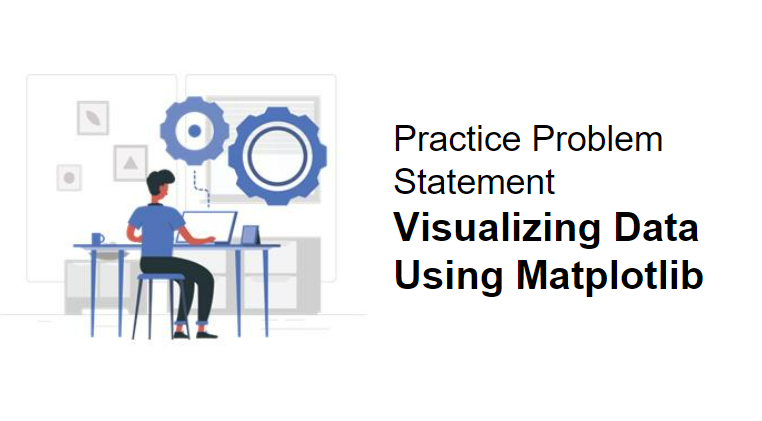 Practice Problem
Statement
Visualizing Data
Using Matplotlib